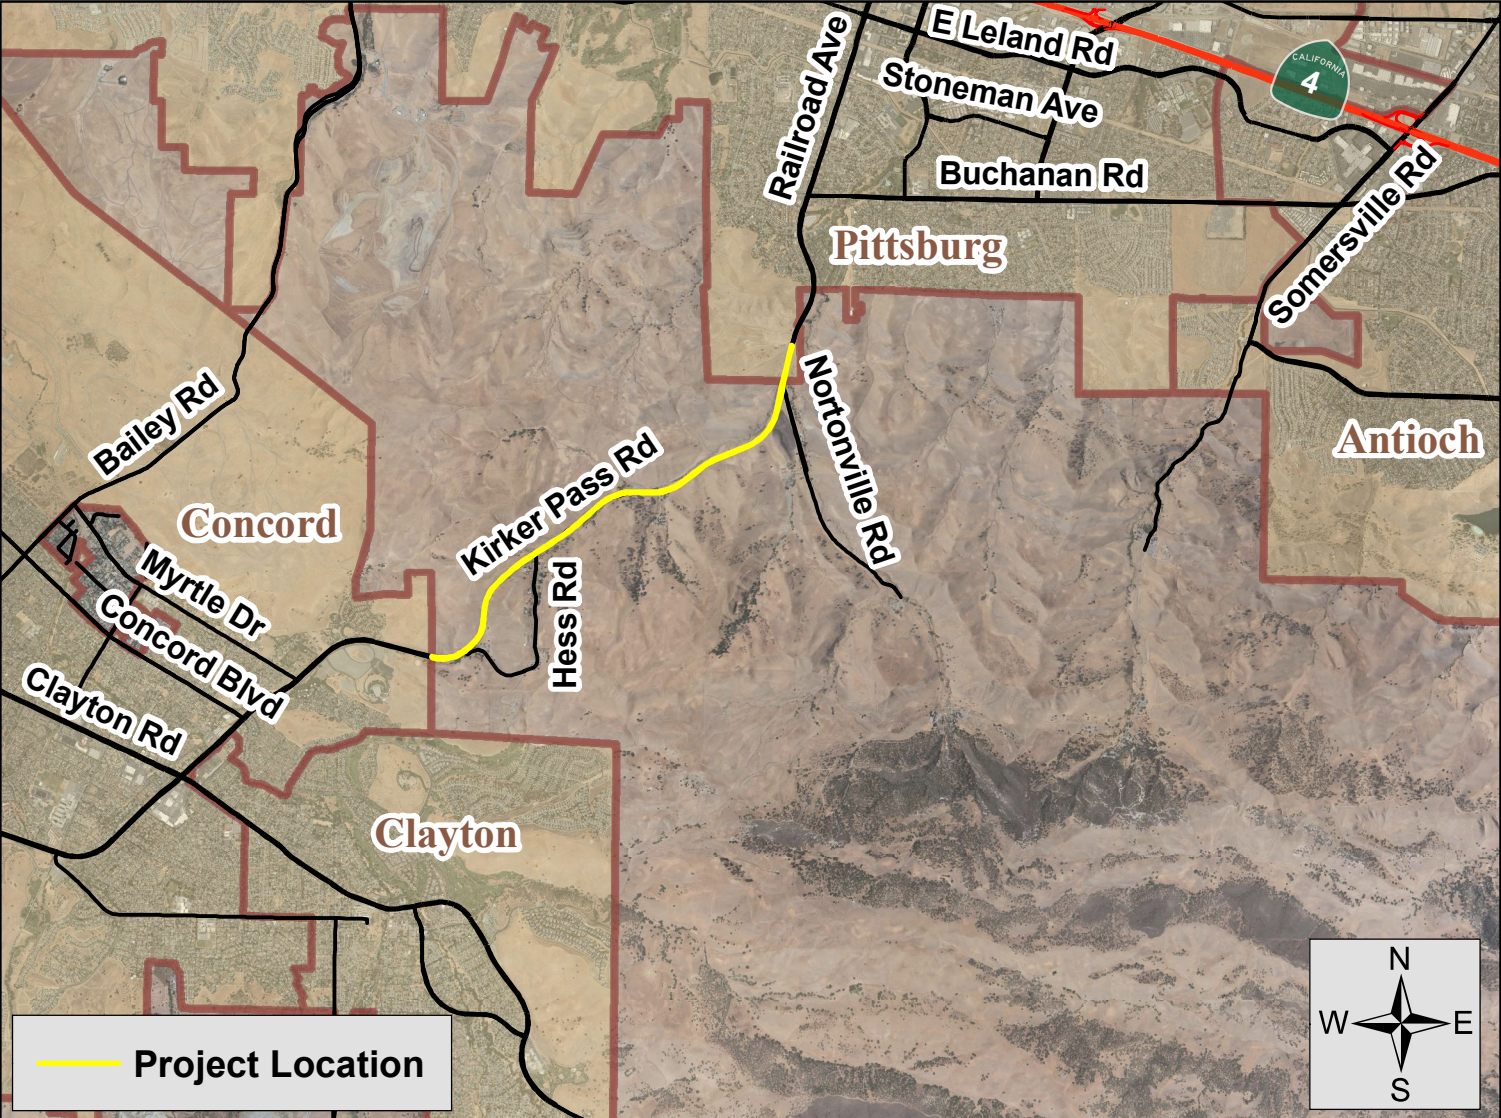 E Leland Rd
CALIFORNIA
4
Stoneman Ave
Railroad Ave
Buchanan Rd
Somersville Rd
Pittsburg
Bailey Rd
Nortonville Rd
Antioch
Kirker Pass Rd
Concord
Myrtle Dr
Hess Rd
Concord Blvd
Clayton Rd
Clayton
N
W E
S
Project Location